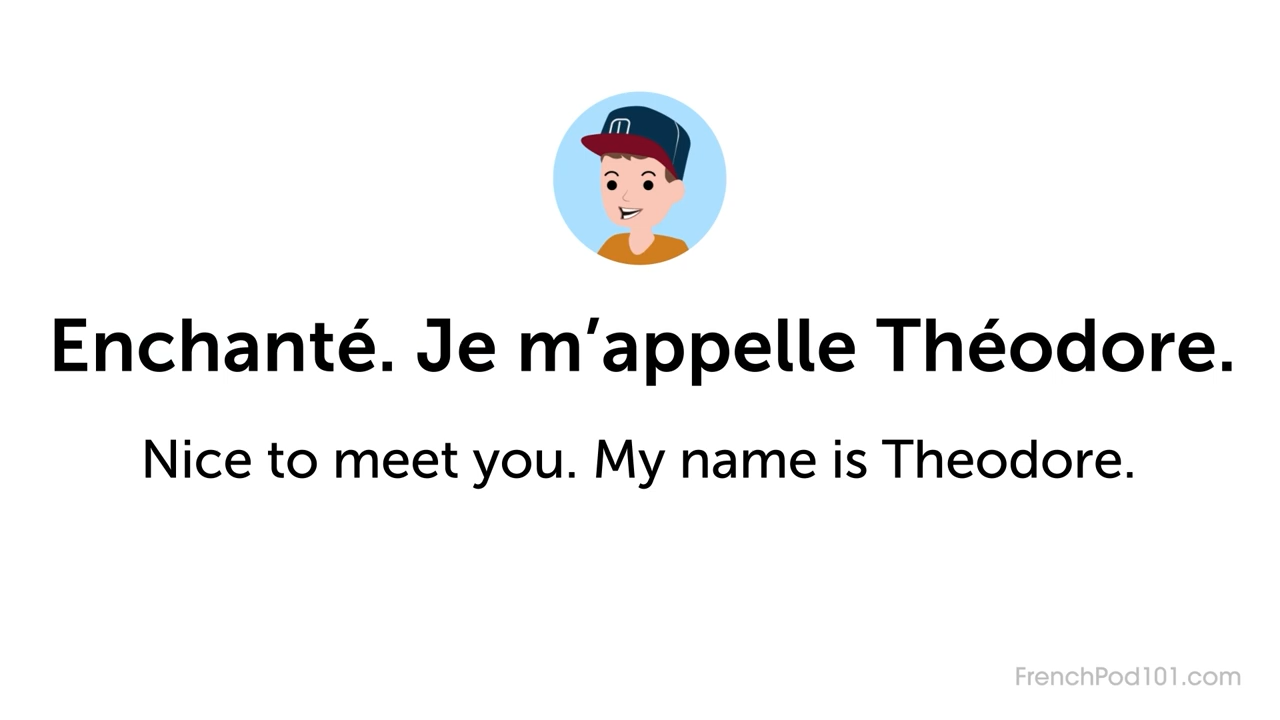 Enchanté. Je m’appelle Théodore.
Nice to meet you. My name is Theodore.
FrenchPod101.com